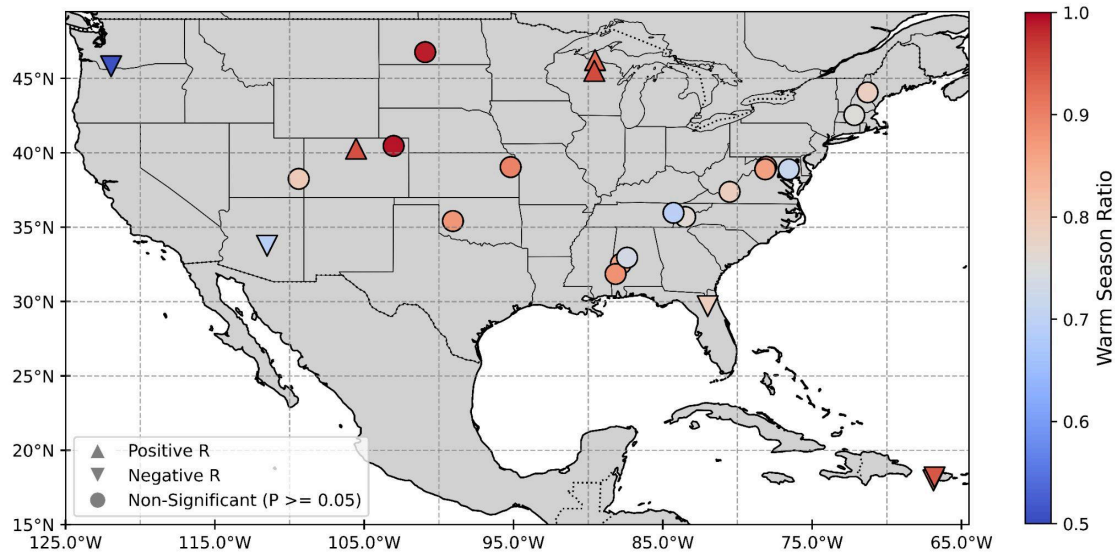 1.0
45°N
0.9
40°N
35°N
0.8
30°N
0.7
25°N
0.6
20°N
15°N
0.5
Warm Season Ratio
Positive R
Negative R
Non-Significant (P >= 0.05)
125.0°W 115.0°W 105.0°W 95.0°W 85.0°W 75.0°W 65.0°W